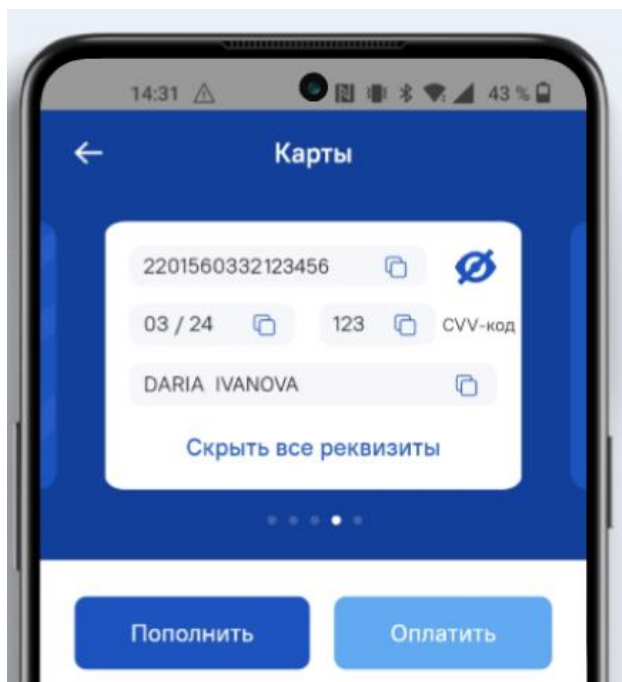 14:31 43 %
Карты
2201560332123456
03 / 24 123 CVV-код
DARIA IVANOVA
Скрыть все реквизиты
Пополнить Оплатить